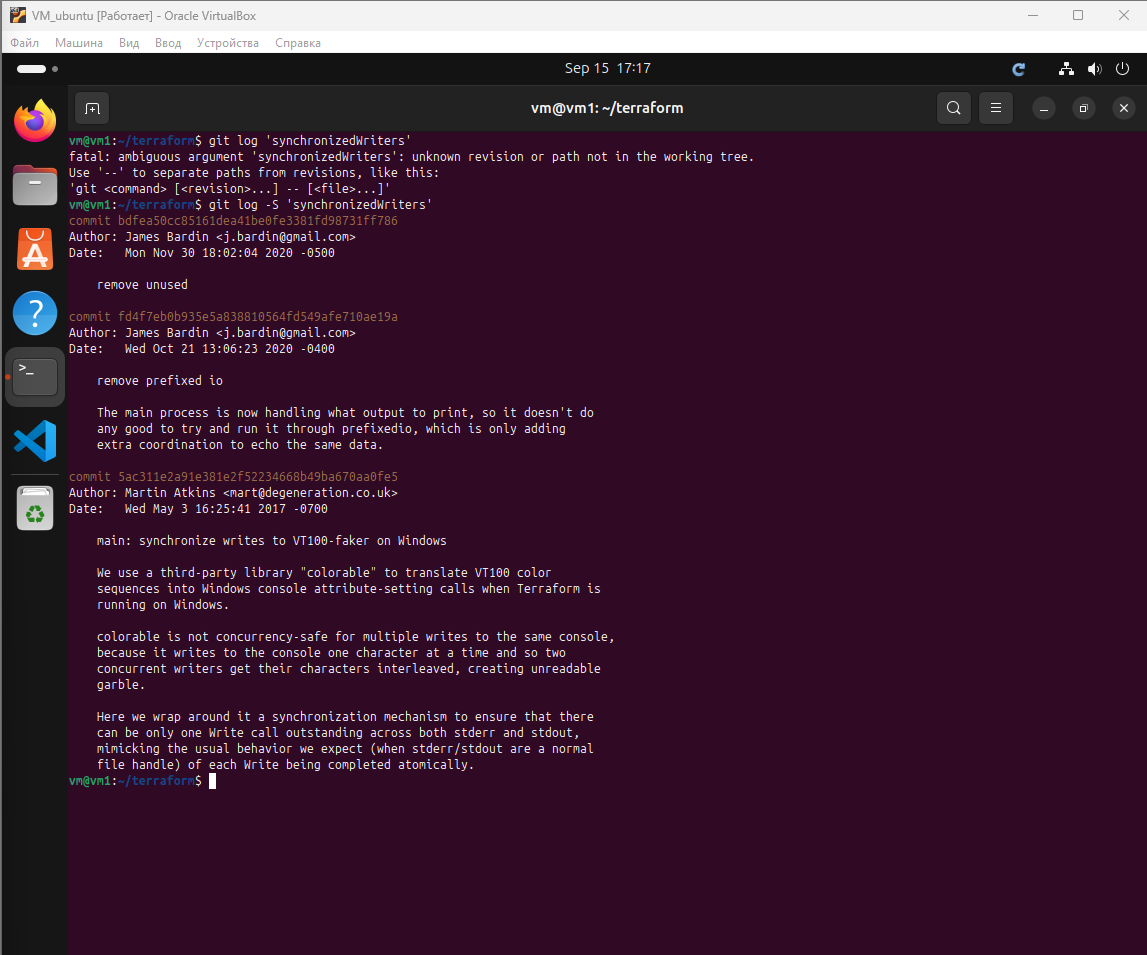 VM_ubuntu [Работает] - Oracle VirtualBox
Файл Машина Вид Ввод Устройства Справка
Sep 15 17:17
vm@vm1: ~/terraform
vm@vm1:~/terraform$ git log 'synchronizedWriters'
fatal: ambiguous argument 'synchronizedWriters': unknown revision or path not in the working tree.
Use '--' to separate paths from revisions, like this:
'git <command> [<revision>...] -- [<file>...]'
vm@vm1:~/terraform$ git log -S 'synchronizedWriters'
commit bdfea50cc85161dea41be0fe3381fd98731ff786
Author: James Bardin <j.bardin@gmail.com>
Date:   Mon Nov 30 18:02:04 2020 -0500
    remove unused
commit fd4f7eb0b935e5a838810564fd549afe710ae19a
Author: James Bardin <j.bardin@gmail.com>
Date:   Wed Oct 21 13:06:23 2020 -0400
    remove prefixed io
    The main process is now handling what output to print, so it doesn't do
    any good to try and run it through prefixedio, which is only adding
    extra coordination to echo the same data.
commit 5ac311e2a91e381e2f52234668b49ba670aa0fe5
Author: Martin Atkins <mart@degeneration.co.uk>
Date:   Wed May 3 16:25:41 2017 -0700
    main: synchronize writes to VT100-faker on Windows
    We use a third-party library "colorable" to translate VT100 color
    sequences into Windows console attribute-setting calls when Terraform is
    running on Windows.
    colorable is not concurrency-safe for multiple writes to the same console,
    because it writes to the console one character at a time and so two
    concurrent writers get their characters interleaved, creating unreadable
    garble.
    Here we wrap around it a synchronization mechanism to ensure that there
    can be only one Write call outstanding across both stderr and stdout,
    mimicking the usual behavior we expect (when stderr/stdout are a normal
    file handle) of each Write being completed atomically.
vm@vm1:~/terraform$